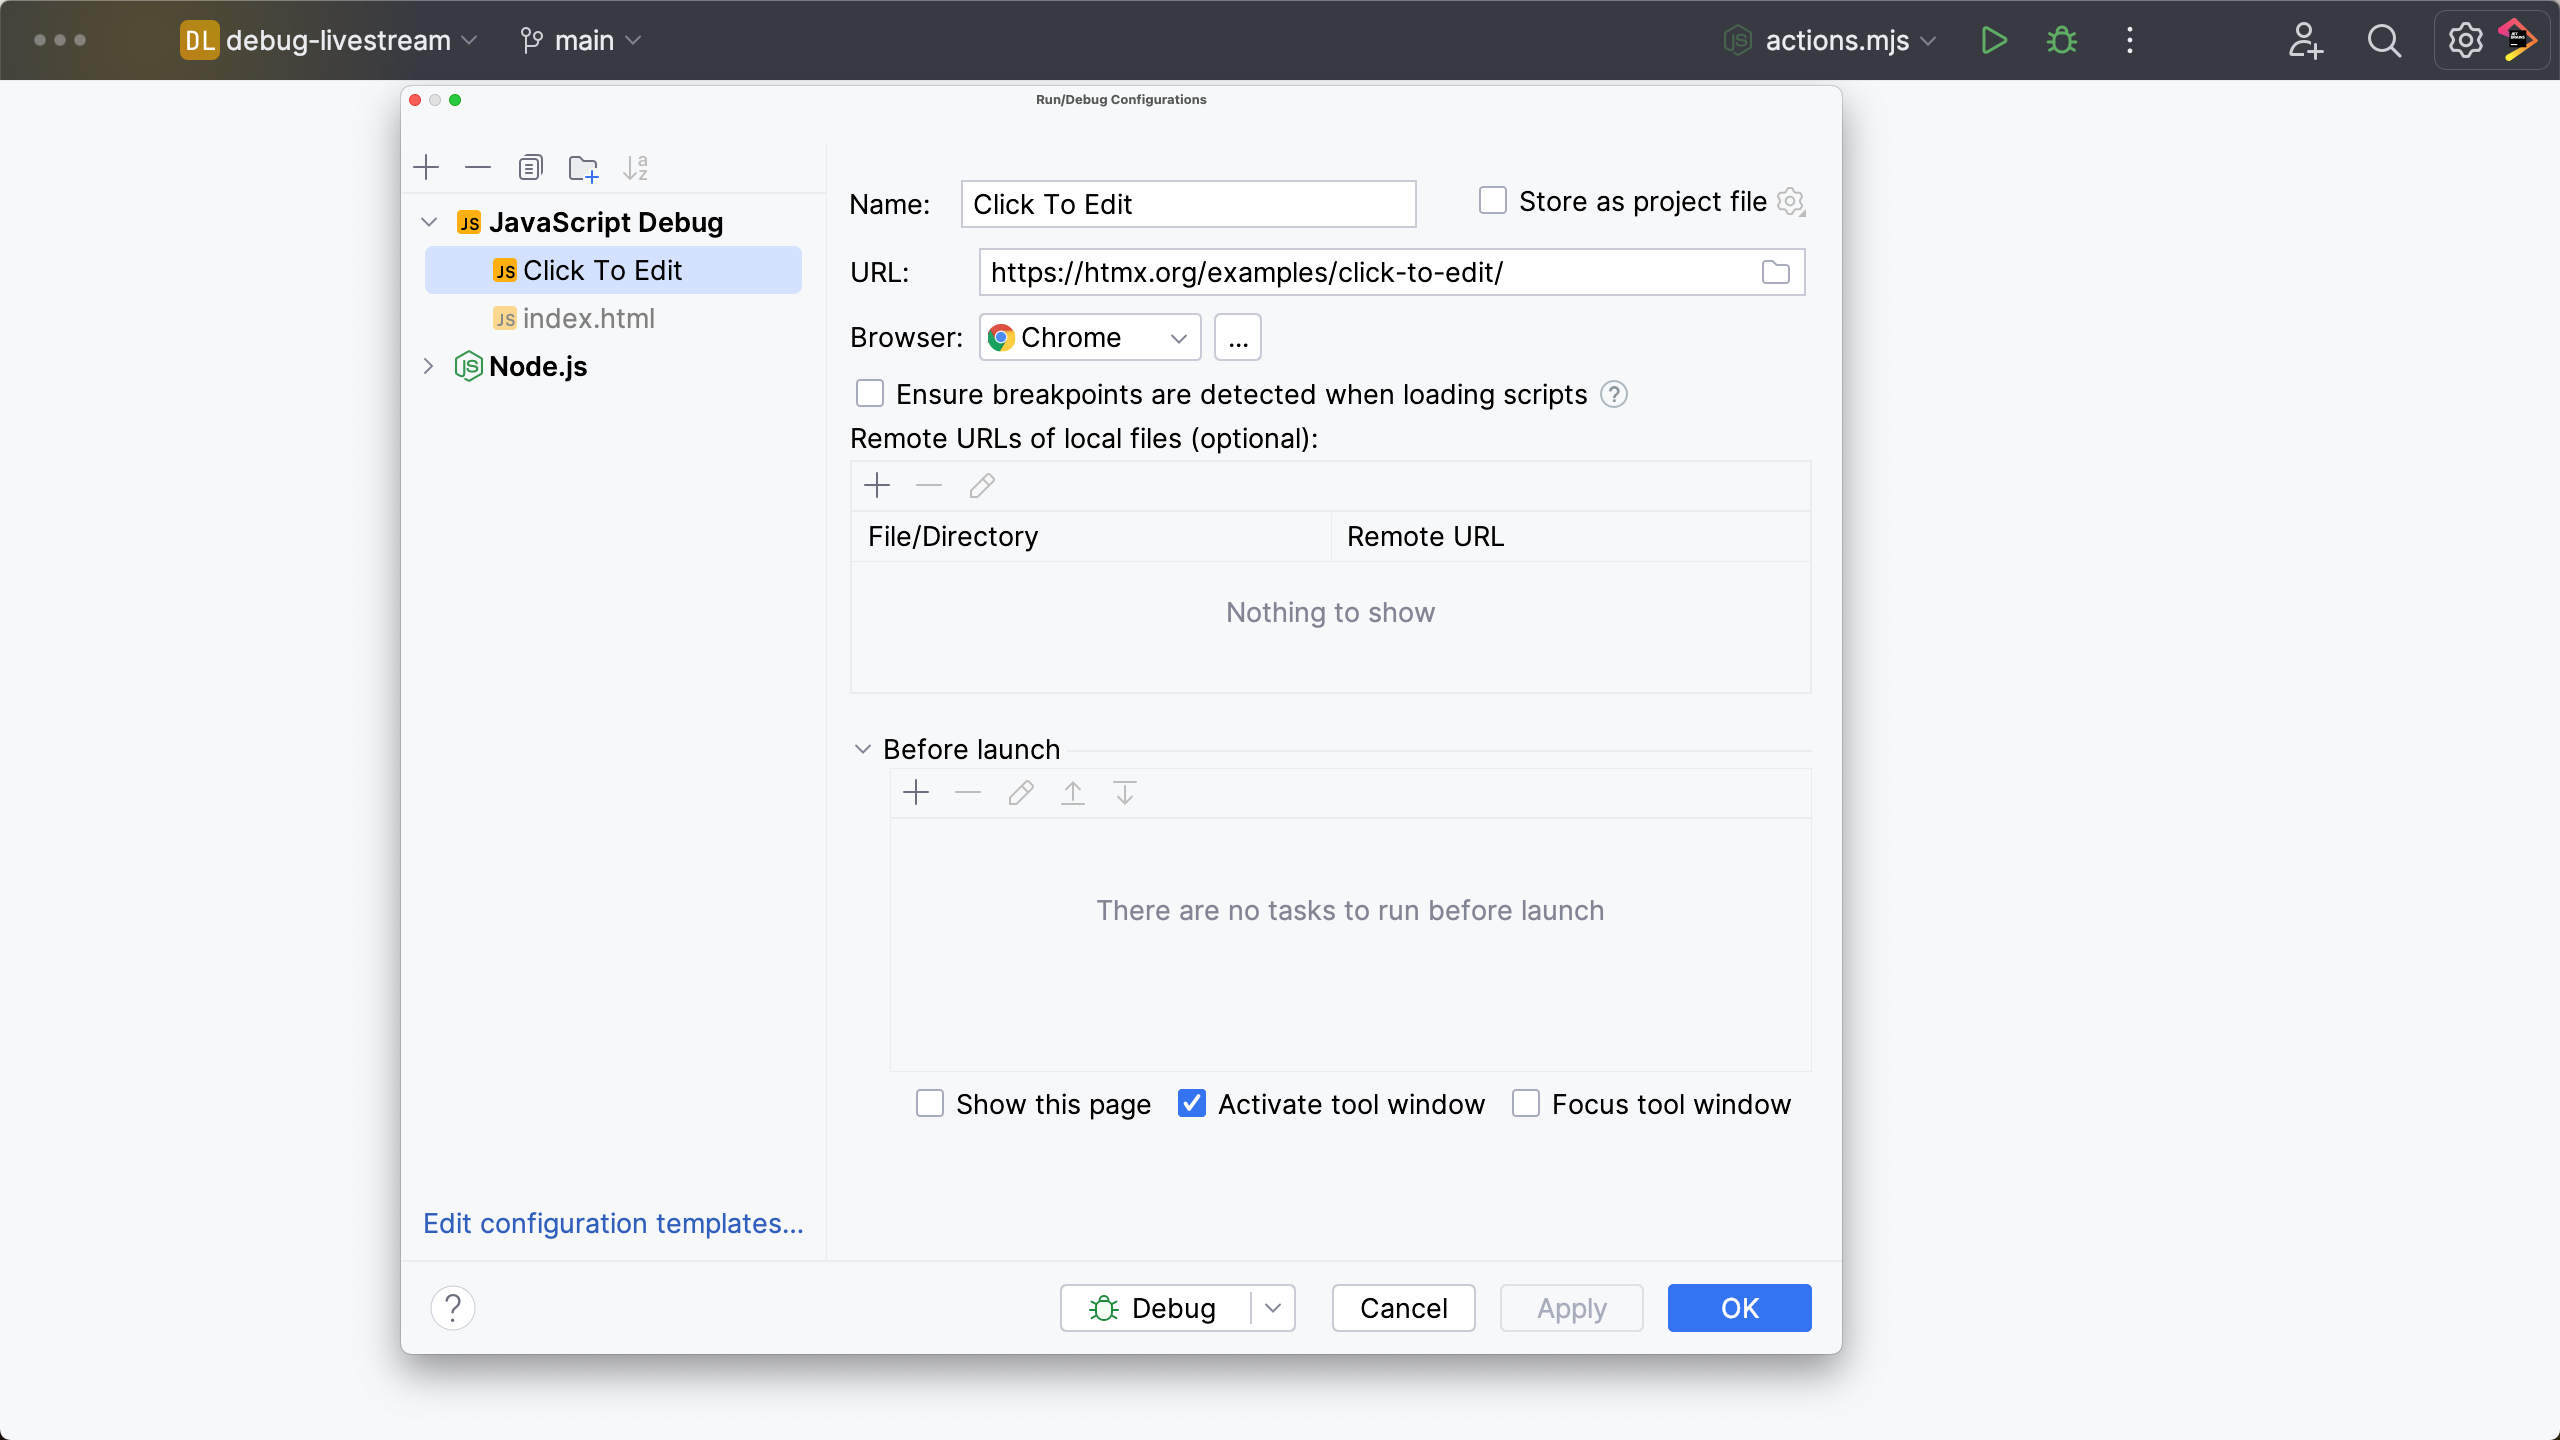 DL debug-livestream main actions.mjs
Run/Debug Configurations
JS JavaScript Debug
JS Click To Edit
JS index.html
JS Node.js
Edit configuration templates...
Name: Click To Edit Store as project file
URL: https://htmx.org/examples/click-to-edit/
Browser: Chrome ...
Ensure breakpoints are detected when loading scripts ?
Remote URLs of local files (optional):
File/Directory Remote URL
Nothing to show
Before launch
There are no tasks to run before launch
Show this page Activate tool window Focus tool window
? Debug Cancel Apply OK